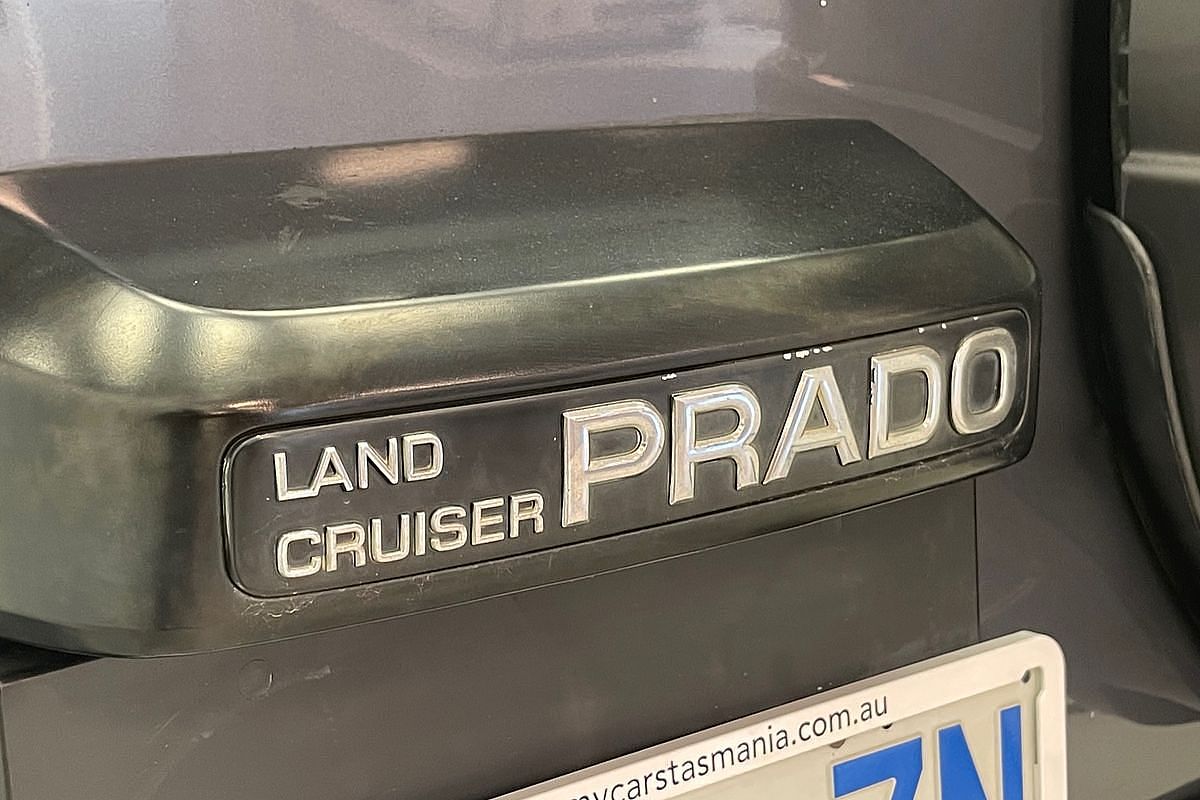 LAND
CRUISER
PRADO
mycarstasmania.com.au
ZN